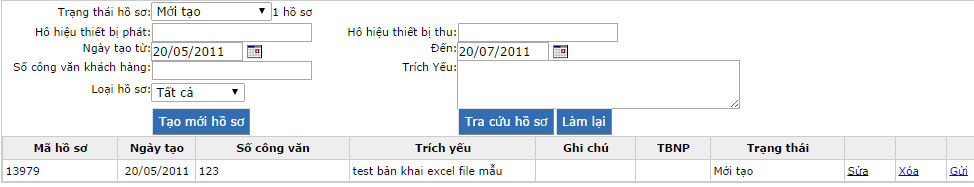 Trạng thái hồ sơ: Mới tạo 1 hồ sơ
Hô hiệu thiết bị phát: Hô hiệu thiết bị thu:
Ngày tạo từ: 20/05/2011 Đến: 20/07/2011
Số công văn khách hàng: Trích Yếu:
Loại hồ sơ: Tất cả
Tạo mới hồ sơ Tra cứu hồ sơ Làm lại
Mã hồ sơ Ngày tạo Số công văn Trích yếu Ghi chú TBNP Trạng thái
13979 20/05/2011 123 test bản khai excel file mẫu Mới tạo Sửa Xóa Gửi